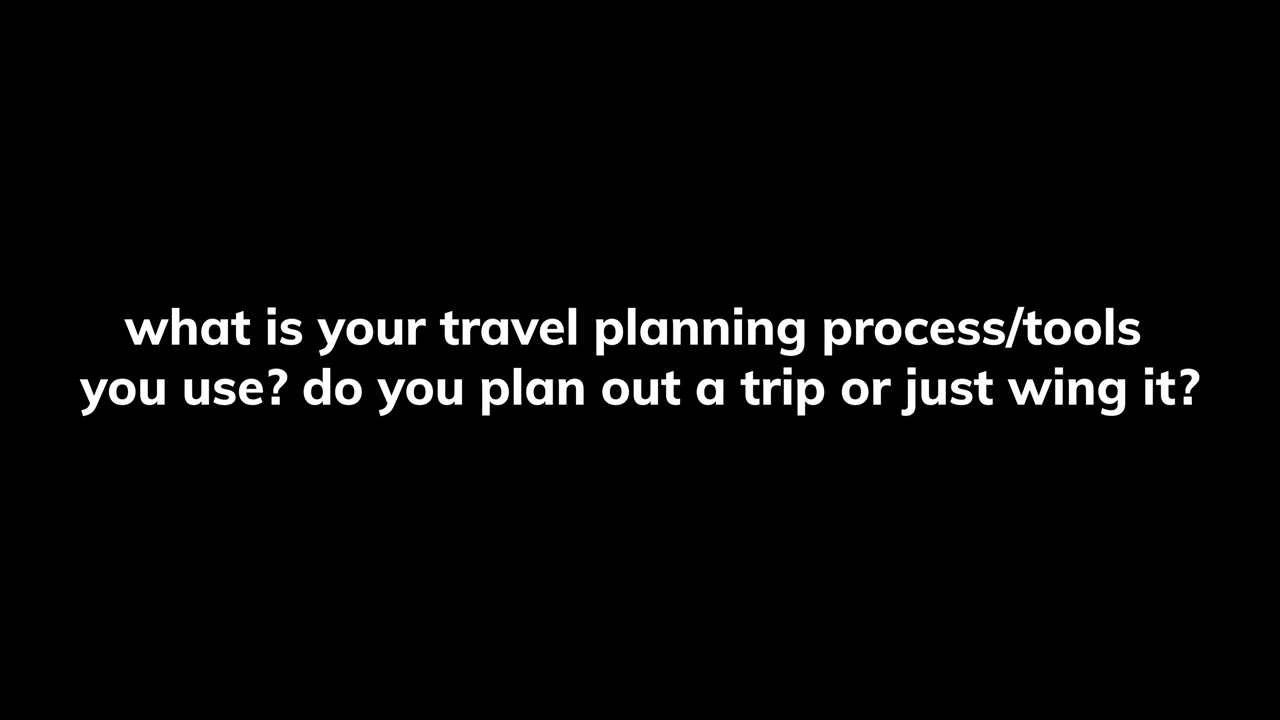 what is your travel planning process/tools
you use? do you plan out a trip or just wing it?